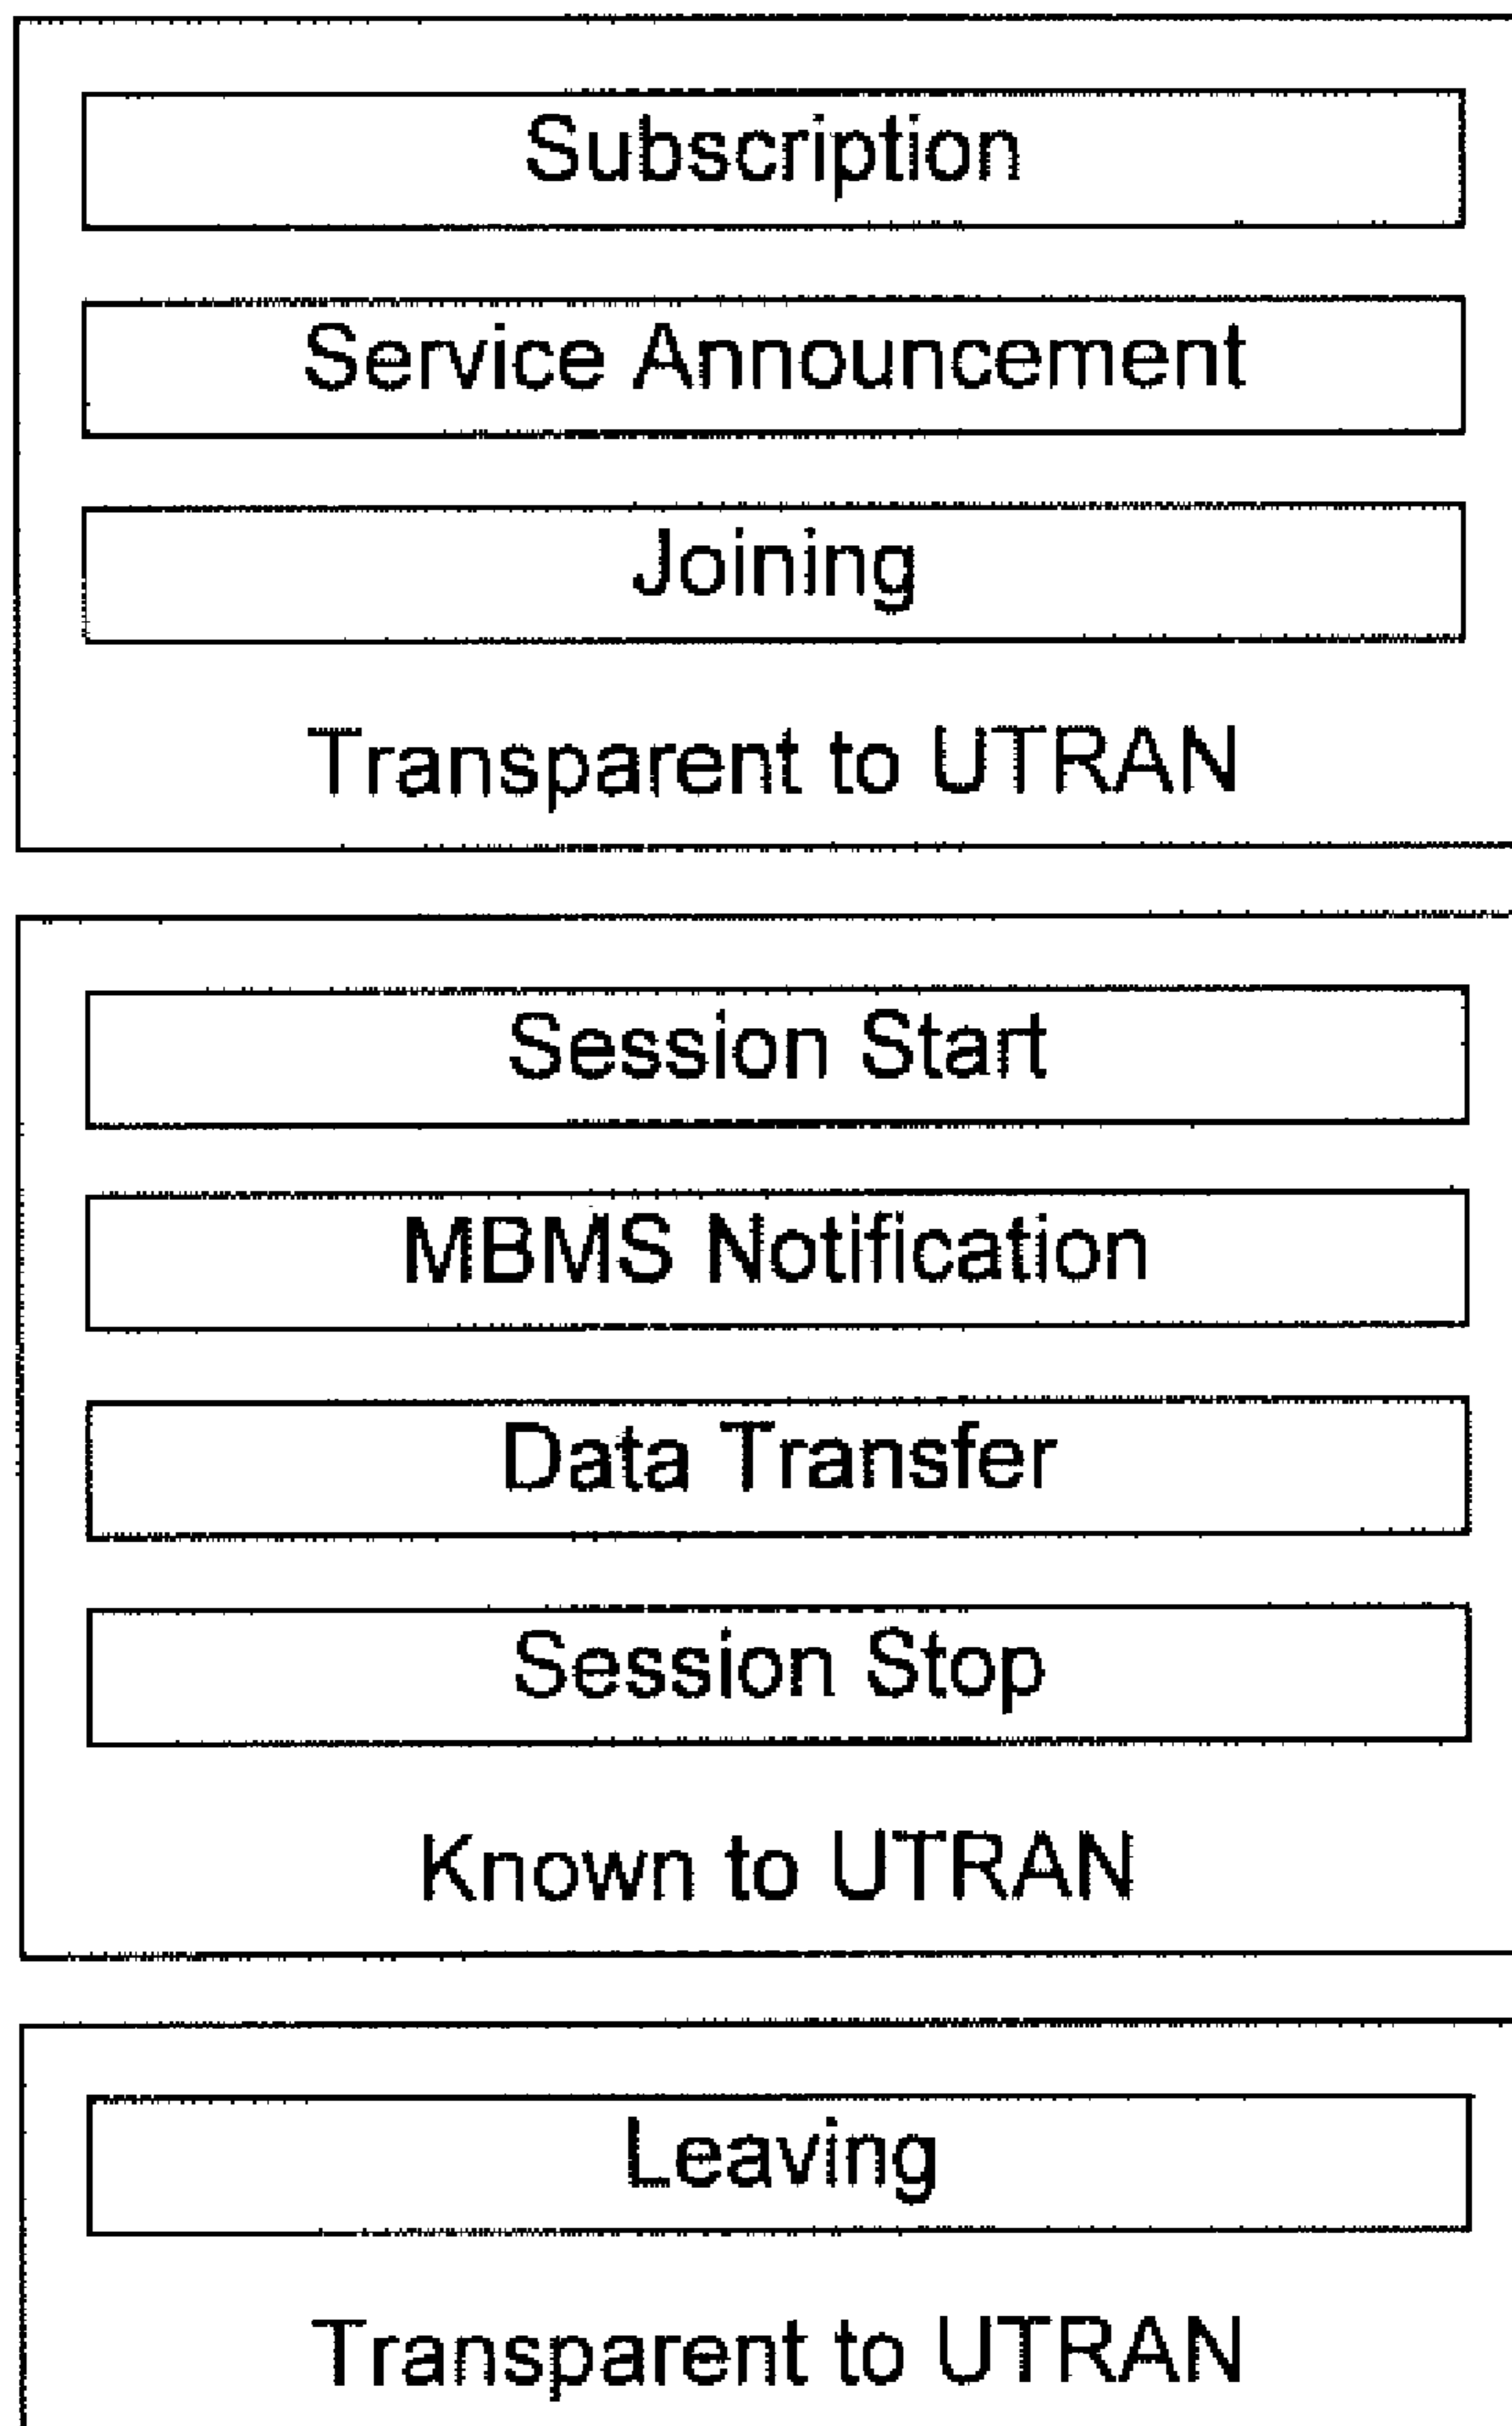 Subscription
Service Announcement
Joining
Transparent to UTRAN
Session Start
MBMS Notification
Data Transfer
Session Stop
Known to UTRAN
Leaving
Transparent to UTRAN